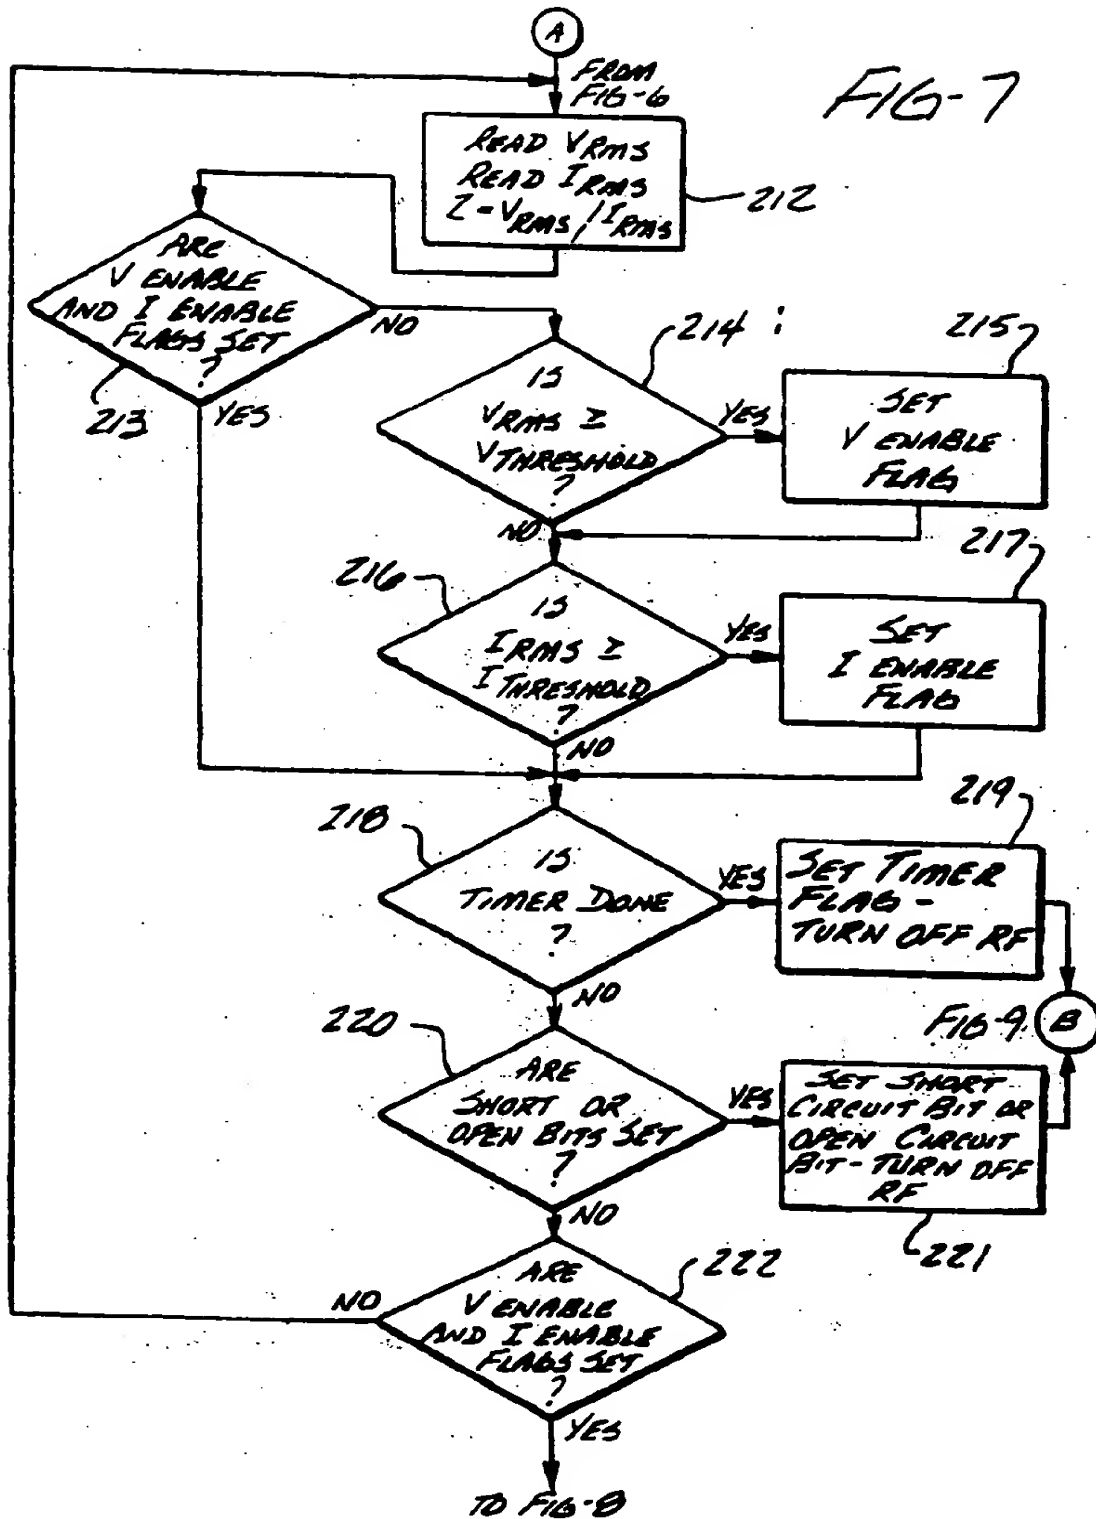 A
FROM
FIG-6
FIG-7
READ VRMS
READ IRMS
Z = VRMS / IRMS
212
ARE
V ENABLE
AND I ENABLE
FLAGS SET
?
NO
213
YES
214
IS
VRMS ≥
VTHRESHOLD
?
YES
NO
215
SET
V ENABLE
FLAG
216
IS
IRMS ≥
ITHRESHOLD
?
YES
NO
217
SET
I ENABLE
FLAG
218
IS
TIMER DONE
?
YES
NO
219
SET TIMER
FLAG -
TURN OFF RF
FIG-9
B
220
ARE
SHORT OR
OPEN BITS SET
?
YES
NO
SET SHORT
CIRCUIT BIT OR
OPEN CIRCUIT
BIT - TURN OFF
RF
221
222
ARE
V ENABLE
AND I ENABLE
FLAGS SET
?
NO
YES
TO FIG-8